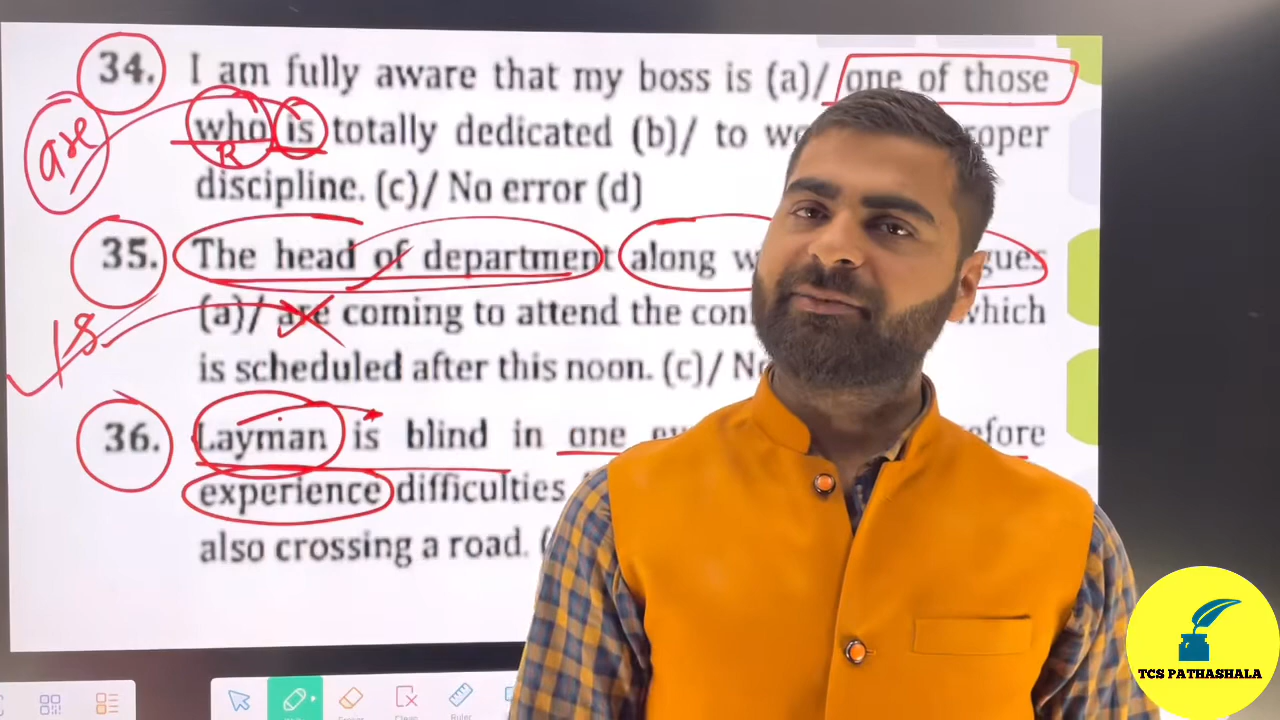 34. I am fully aware that my boss is (a)/ one of those
are who is totally dedicated (b)/ to
R
discipline. (c)/ No error (d)
35. The head of department along
(a)/ are coming to attend the which
is
is scheduled after this noon. (c)/
36. Layman is blind in one
experience difficulties
also crossing a road.
Ruler
TCS PATHASHALA